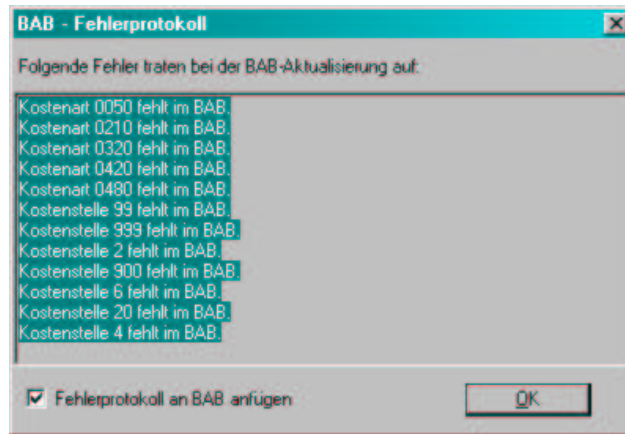 BAB - Fehlerprotokoll
Folgende Fehler traten bei der BAB-Aktualisierung auf:
Kostenart 0050 fehlt im BAB.
Kostenart 0210 fehlt im BAB.
Kostenart 0320 fehlt im BAB.
Kostenart 0420 fehlt im BAB.
Kostenart 0480 fehlt im BAB.
Kostenstelle 99 fehlt im BAB.
Kostenstelle 999 fehlt im BAB.
Kostenstelle 2 fehlt im BAB.
Kostenstelle 900 fehlt im BAB.
Kostenstelle 6 fehlt im BAB.
Kostenstelle 20 fehlt im BAB.
Kostenstelle 4 fehlt im BAB.
Fehlerprotokoll an BAB anfügen
OK